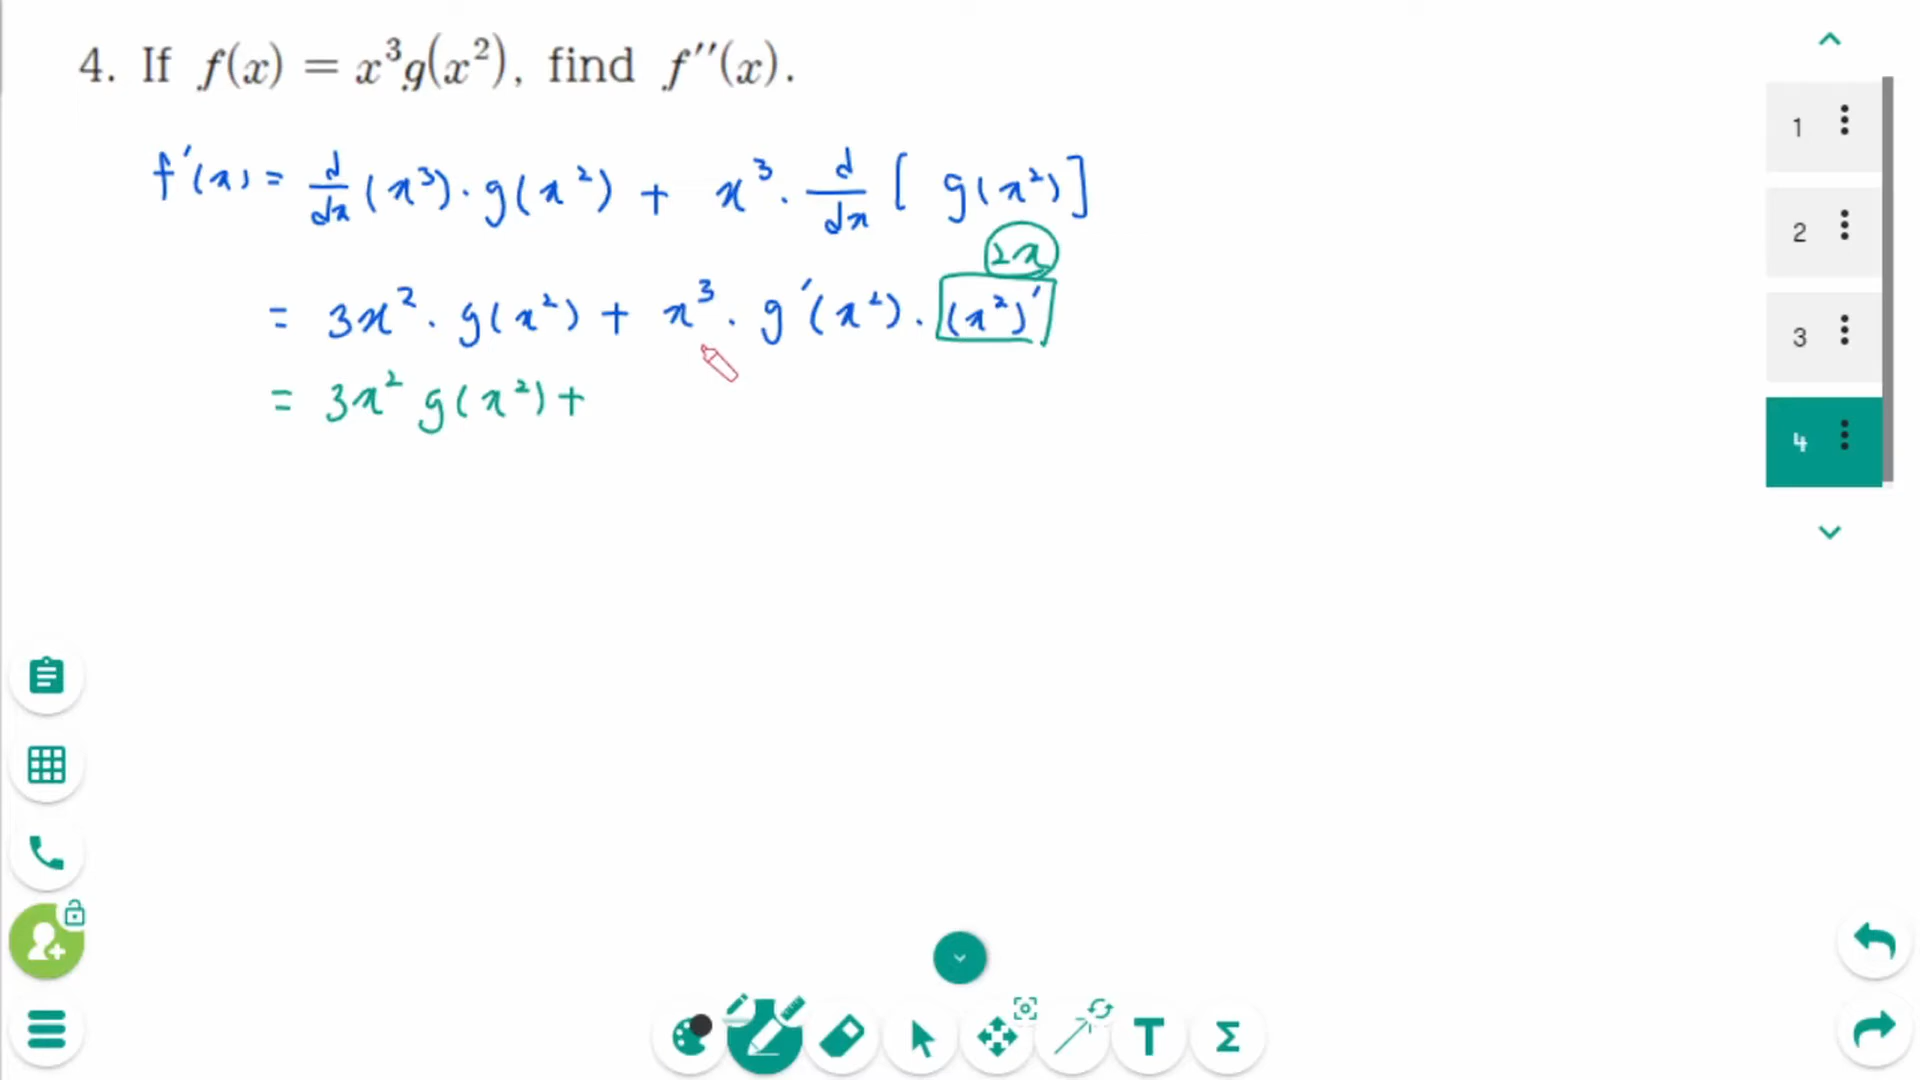 4. If f(x) = x³g(x²), find f′′(x).
f′(x) = d/dx (x³) · g(x²) + x³ · d/dx [ g(x²) ]
2x
= 3x² · g(x²) + x³ · g′(x²) · (x²)′
= 3x² g(x²) +
1
2
3
4
T
Σ